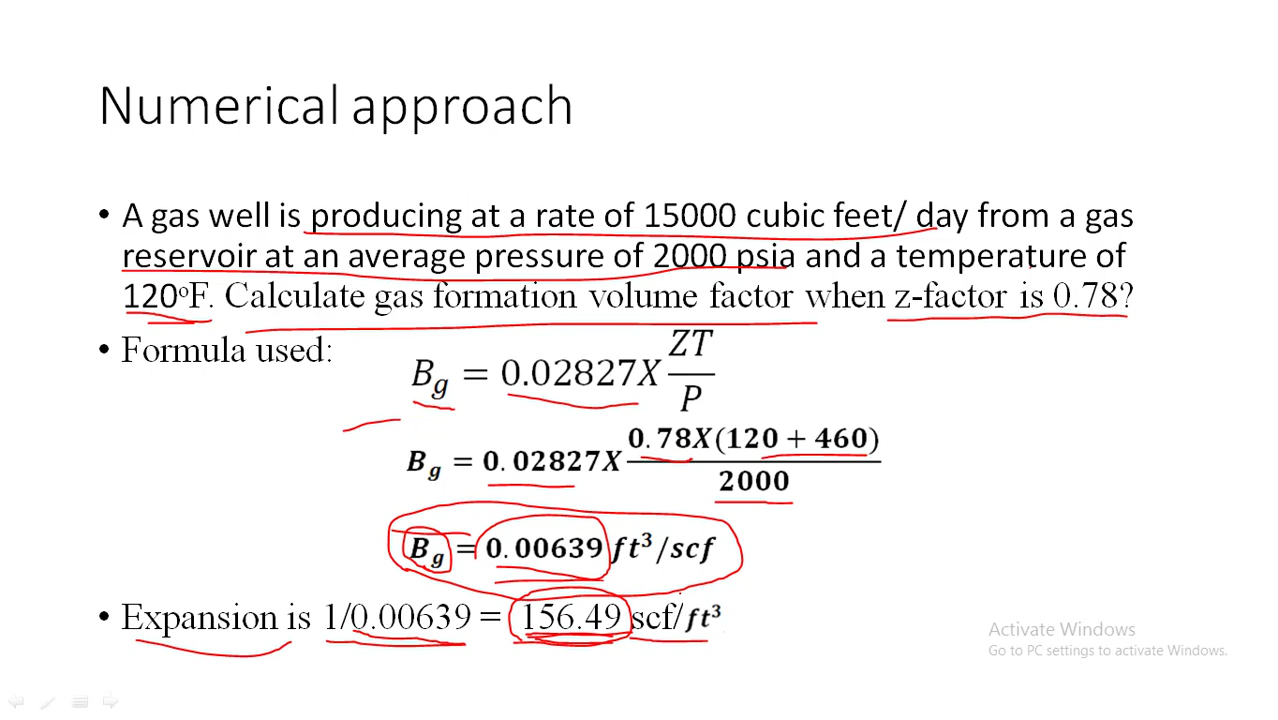 Numerical approach
• A gas well is producing at a rate of 15000 cubic feet/ day from a gas
reservoir at an average pressure of 2000 psia and a temperature of
120ᵒF. Calculate gas formation volume factor when z-factor is 0.78?
• Formula used:
B_g = 0.02827X ZT/P
B_g = 0.02827X 0.78X(120 + 460)/2000
B_g = 0.00639 ft³/scf
• Expansion is 1/0.00639 = 156.49 scf/ft³
Activate Windows
Go to PC settings to activate Windows.